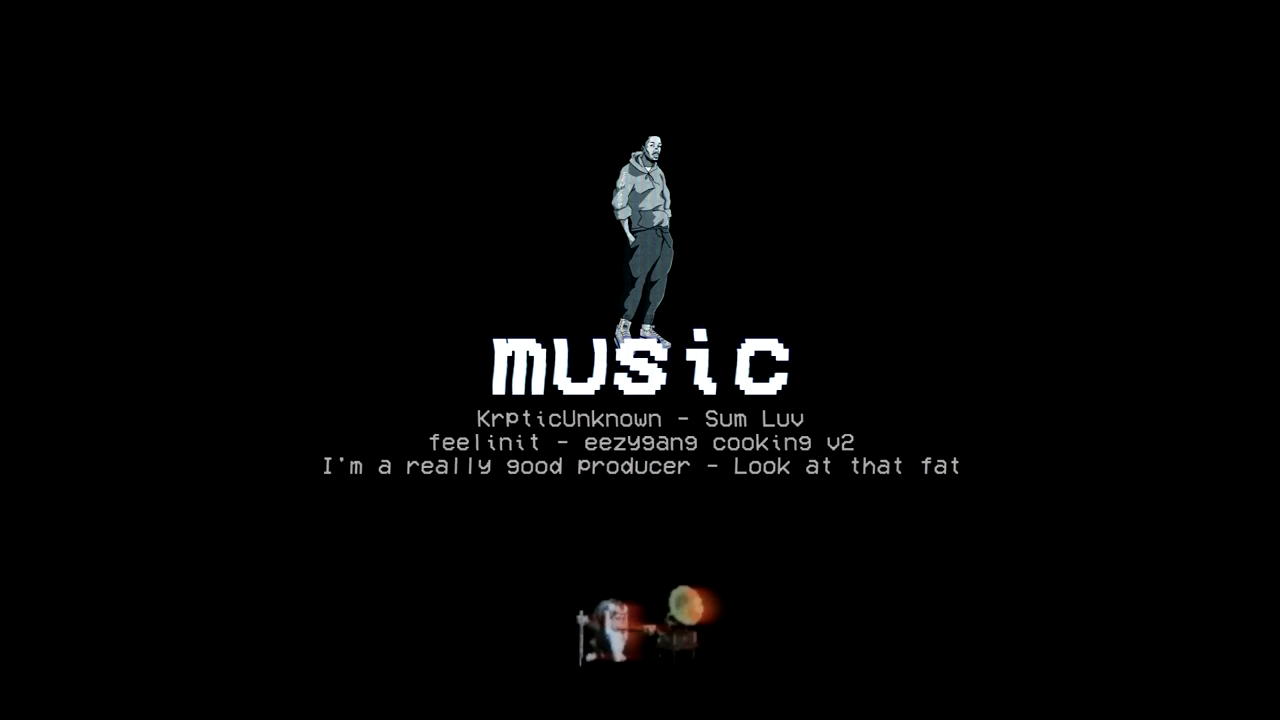 music
KrpticUnknown - Sum Luv
feelinit - eezygang cooking v2
I'm a really good producer - Look at that fat